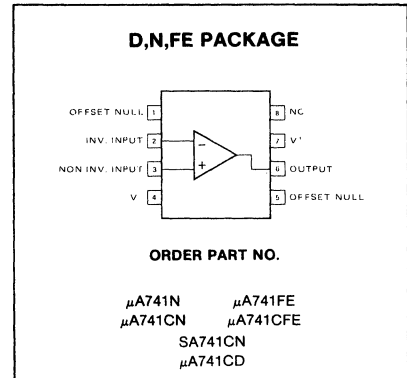 D,N,FE PACKAGE
OFFSET NULL 1
8 NC
INV. INPUT 2
7 V+
NON INV. INPUT 3
6 OUTPUT
V 4
5 OFFSET NULL
−
+
ORDER PART NO.
μA741N μA741FE
μA741CN μA741CFE
SA741CN
μA741CD